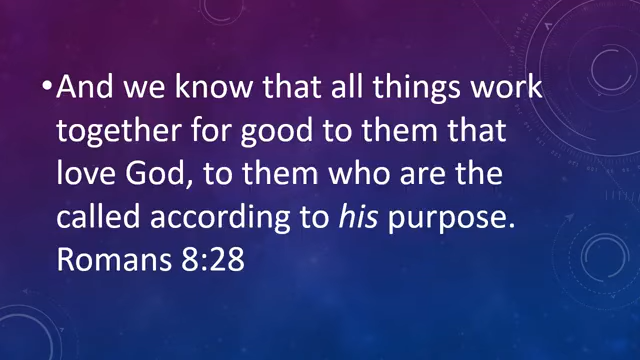 •And we know that all things work
together for good to them that
love God, to them who are the
called according to his purpose.
Romans 8:28